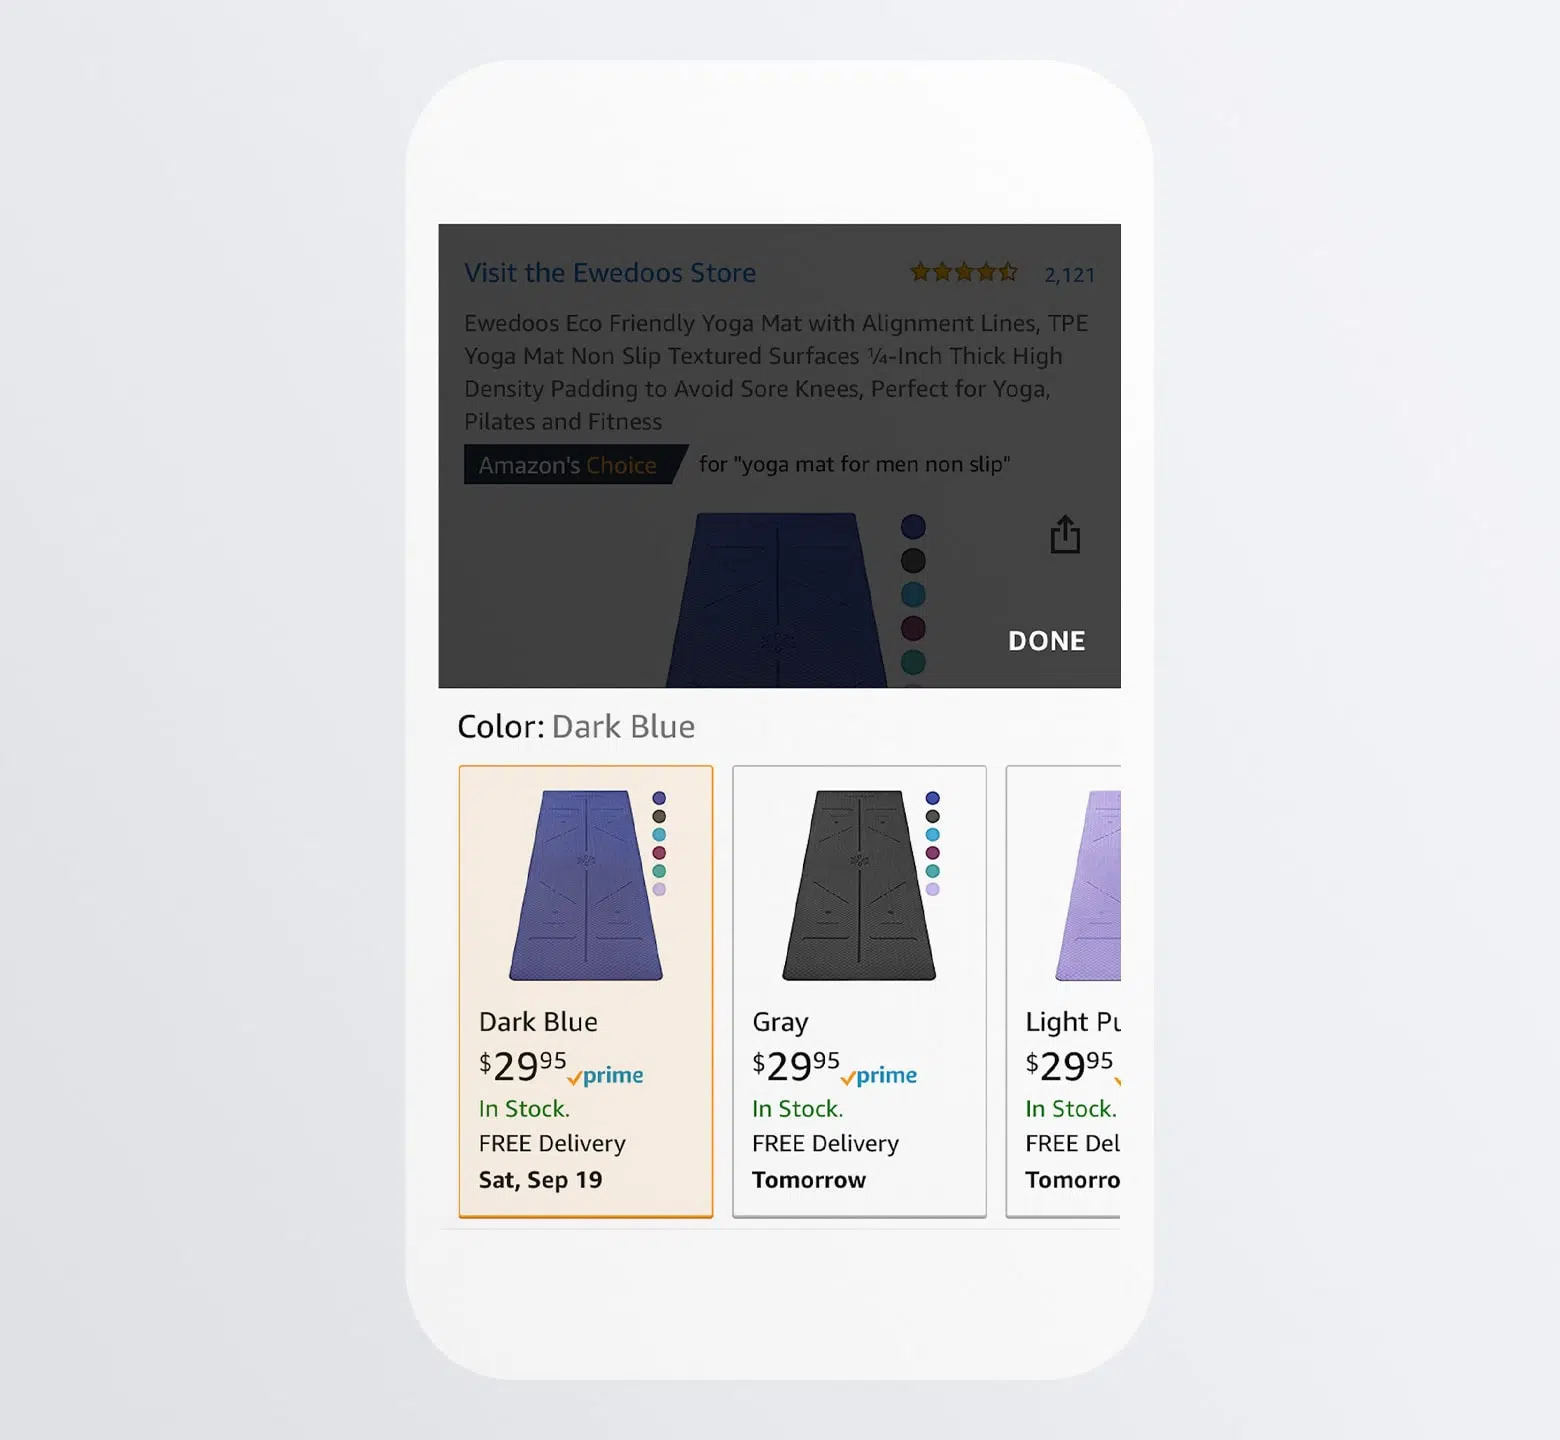 Visit the Ewedoos Store 2,121
Ewedoos Eco Friendly Yoga Mat with Alignment Lines, TPE
Yoga Mat Non Slip Textured Surfaces ¼-Inch Thick High
Density Padding to Avoid Sore Knees, Perfect for Yoga,
Pilates and Fitness
Amazon's Choice for "yoga mat for men non slip"
DONE
Color: Dark Blue
Dark Blue
$29.95 prime
In Stock.
FREE Delivery
Sat, Sep 19
Gray
$29.95 prime
In Stock.
FREE Delivery
Tomorrow
Light Pu
$29.95
In Stock.
FREE Del
Tomorro